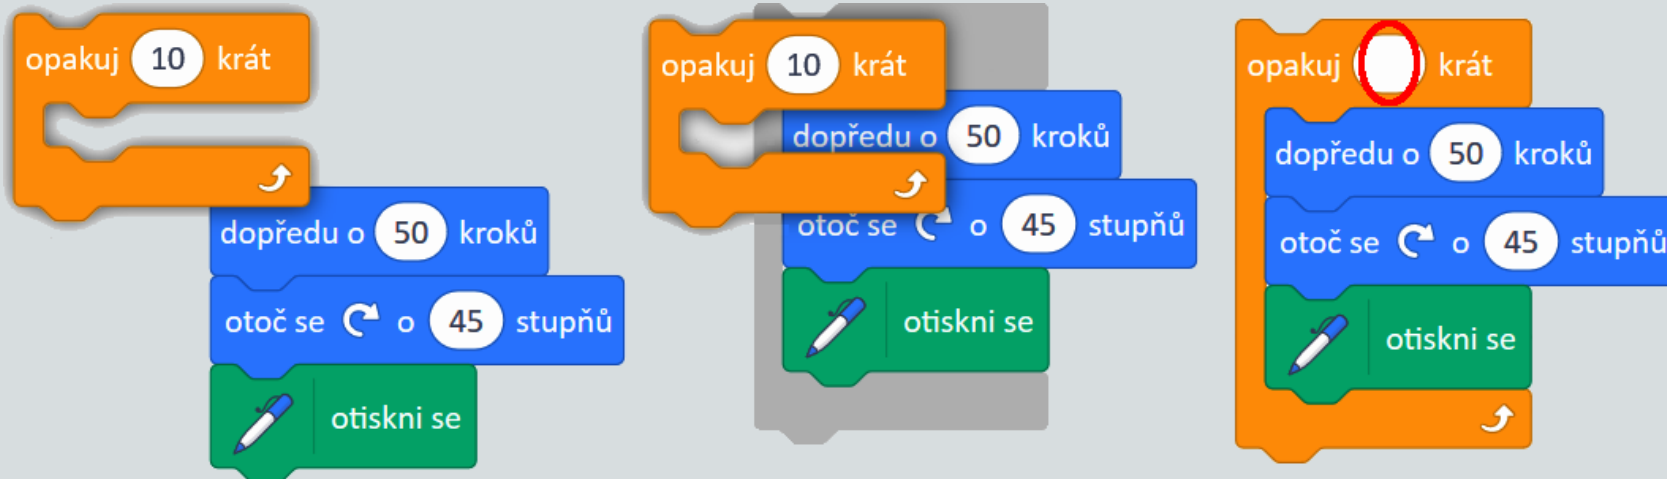 opakuj 10 krát
dopředu o 50 kroků
otoč se o 45 stupňů
otiskni se
opakuj 10 krát
dopředu o 50 kroků
otoč se o 45 stupňů
otiskni se
opakuj krát
dopředu o 50 kroků
otoč se o 45 stupňů
otiskni se